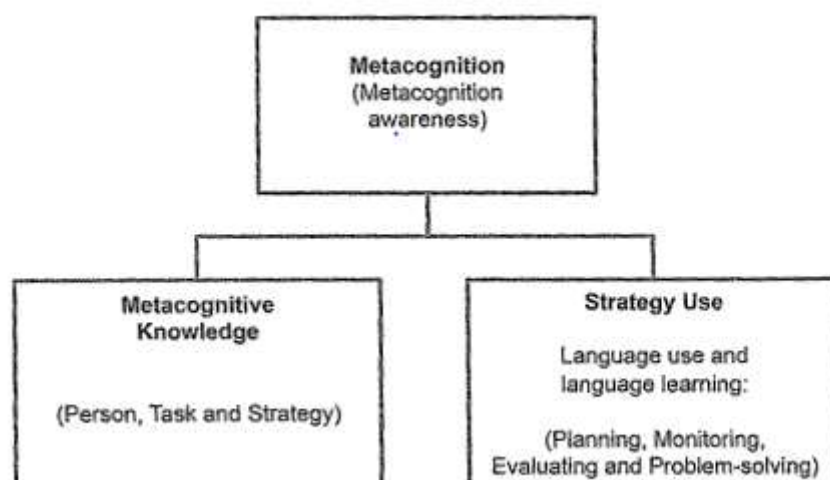 Metacognition
(Metacognition
awareness)
Metacognitive
Knowledge
(Person, Task and Strategy)
Strategy Use
Language use and
language learning:
(Planning, Monitoring,
Evaluating and Problem-solving)